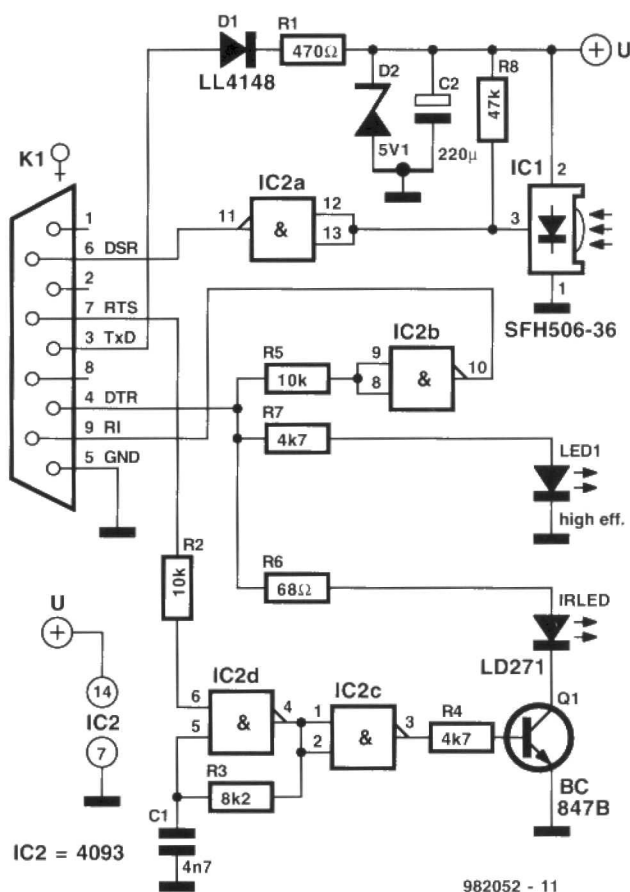 D1
R1
470Ω
LL4148
U
R8
47k
D2
C2
5V1
220µ
IC1
2
3
1
SFH506-36
K1
IC2a
11
12
13
&
1
6 DSR
2
7 RTS
3 TxD
8
4 DTR
9 RI
5 GND
IC2b
R5
10k
9
8
&
10
R7
4k7
LED1
high eff.
R2
10k
R6
68Ω
IRLED
LD271
U
14
IC2
7
IC2d
6
5
&
4
IC2c
1
2
&
3
R4
4k7
Q1
BC
847B
R3
8k2
C1
4n7
IC2 = 4093
982052 - 11